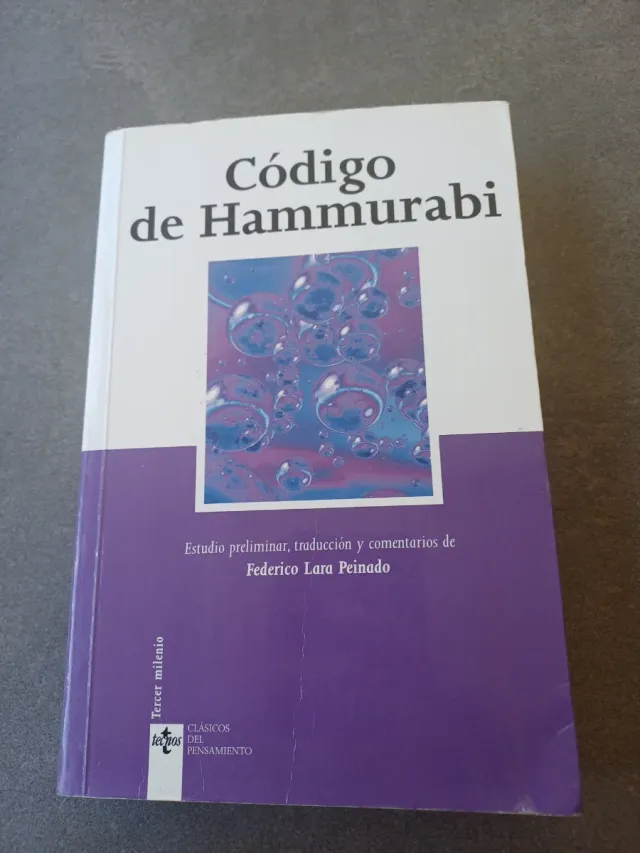 Código
de Hammurabi
Estudio preliminar, traducción y comentarios de
Federico Lara Peinado
Tercer milenio
tecnos
CLÁSICOS
DEL
PENSAMIENTO